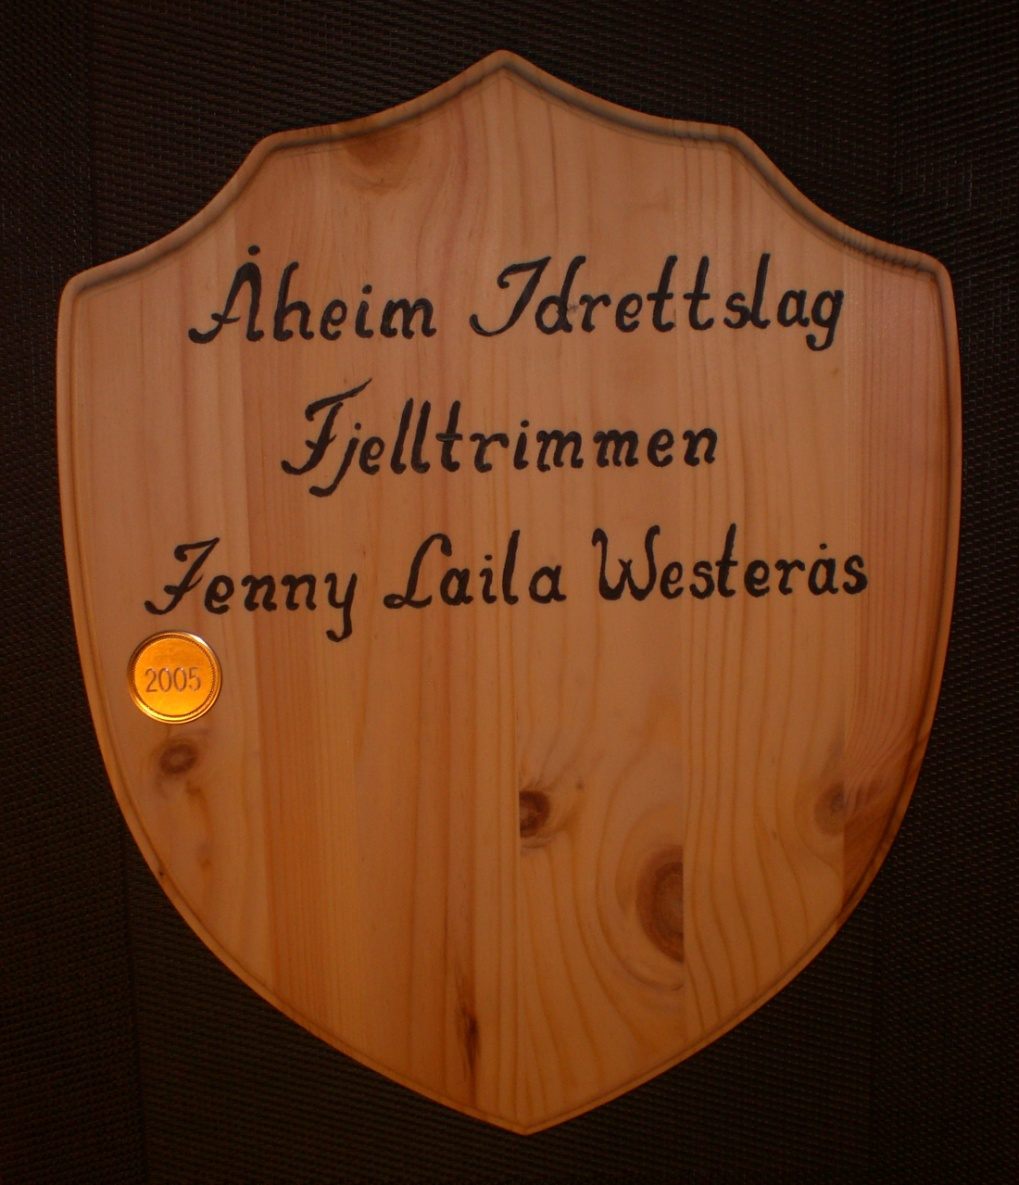 Åheim Idrettslag
Fjelltrimmen
Jenny Laila Westerås
2005